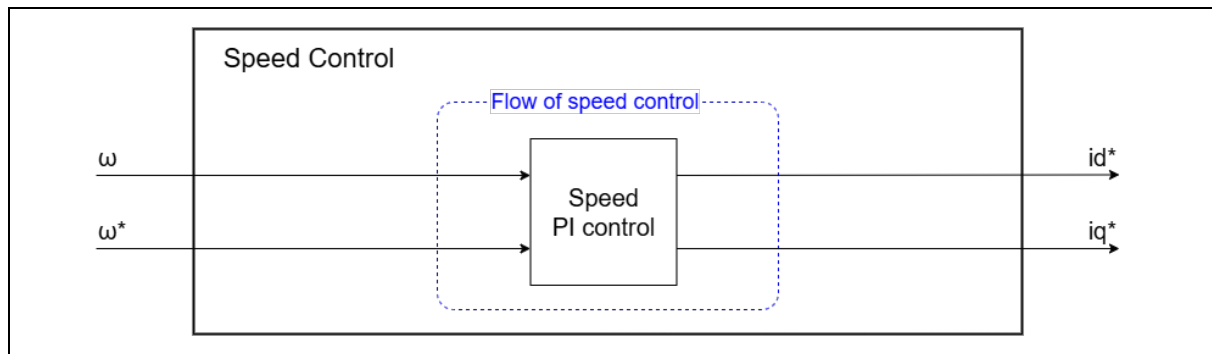 Speed Control
Flow of speed control
ω
id*
Speed
PI control
ω*
iq*